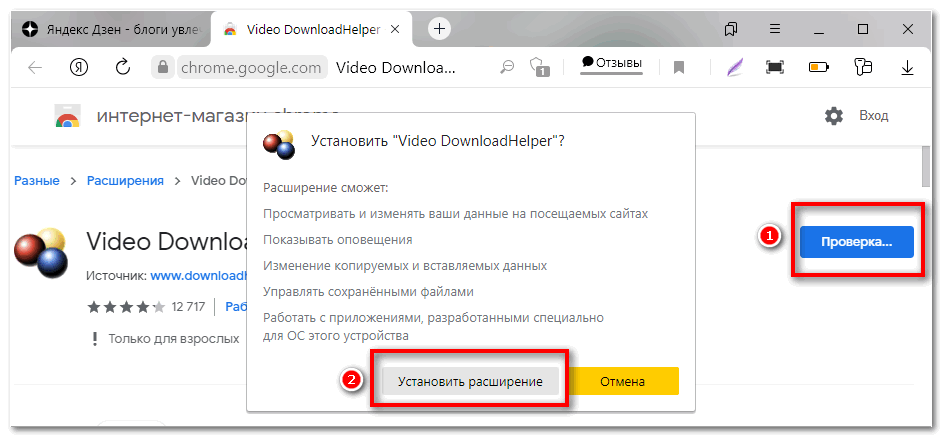 Яндекс Дзен - блоги увлеч
Video DownloadHelper
Я
chrome.google.com
Video Downloa...
1
Отзывы
интернет-магазин chrome
Вход
Установить "Video DownloadHelper"?
Разные > Расширения > Video Do
Расширение сможет:
Просматривать и изменять ваши данные на посещаемых сайтах
Показывать оповещения
Изменение копируемых и вставляемых данных
Управлять сохранёнными файлами
Работать с приложениями, разработанными специально
для ОС этого устройства
Video Downloa
Источник: www.download
12 717
Раб
! Только для взрослых
1
Проверка...
2
Установить расширение
Отмена